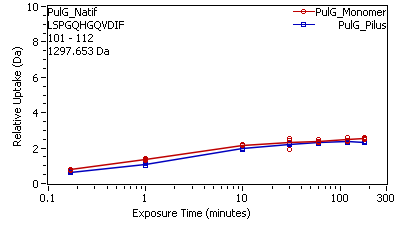 10
8
6
4
2
0
Relative Uptake (Da)
PulG_Natif
LSPGQHGQVDIF
101 - 112
1297.653 Da
PulG_Monomer
PulG_Pilus
0.1 1 10 100 300
Exposure Time (minutes)